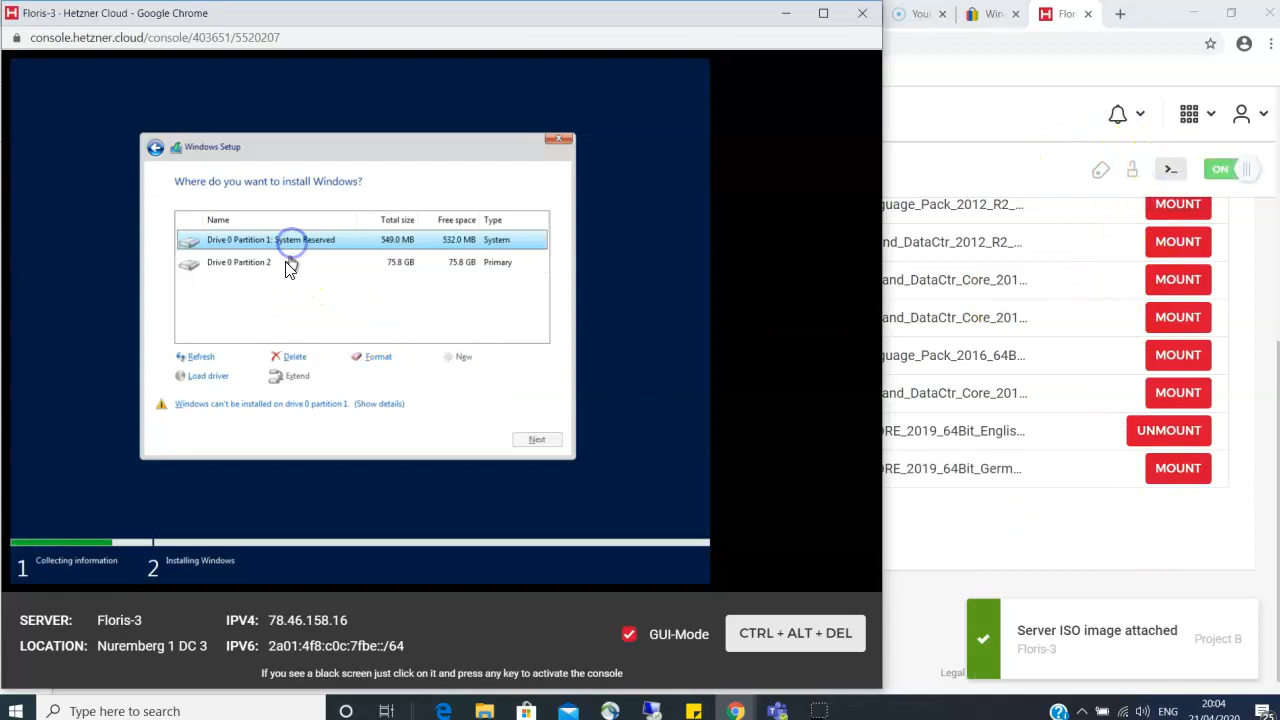 Floris-3 - Hetzner Cloud - Google Chrome
console.hetzner.cloud/console/403651/5520207
You
Win
Flor
Windows Setup
Where do you want to install Windows?
Name Total size Free space Type
Drive 0 Partition 1: System Reserved 549.0 MB 532.0 MB System
Drive 0 Partition 2 75.8 GB 75.8 GB Primary
Refresh Delete Format New
Load driver Extend
Windows can't be installed on drive 0 partition 1. (Show details)
Next
1 Collecting information 2 Installing Windows
SERVER: Floris-3 IPV4: 78.46.158.16
LOCATION: Nuremberg 1 DC 3 IPV6: 2a01:4f8:c0c:7fbe::/64
GUI-Mode
CTRL + ALT + DEL
If you see a black screen just click on it and press any key to activate the console
ON
guage_Pack_2012_R2_... MOUNT
and_DataCtr_2012_R2_... MOUNT
and_DataCtr_Core_201... MOUNT
and_DataCtr_Core_201... MOUNT
guage_Pack_2016_64B... MOUNT
and_DataCtr_Core_201... MOUNT
ORE_2019_64Bit_Englis... UNMOUNT
ORE_2019_64Bit_Germ... MOUNT
Server ISO image attached
Floris-3
Project B
Legal
Type here to search
20:04
21/04/2020